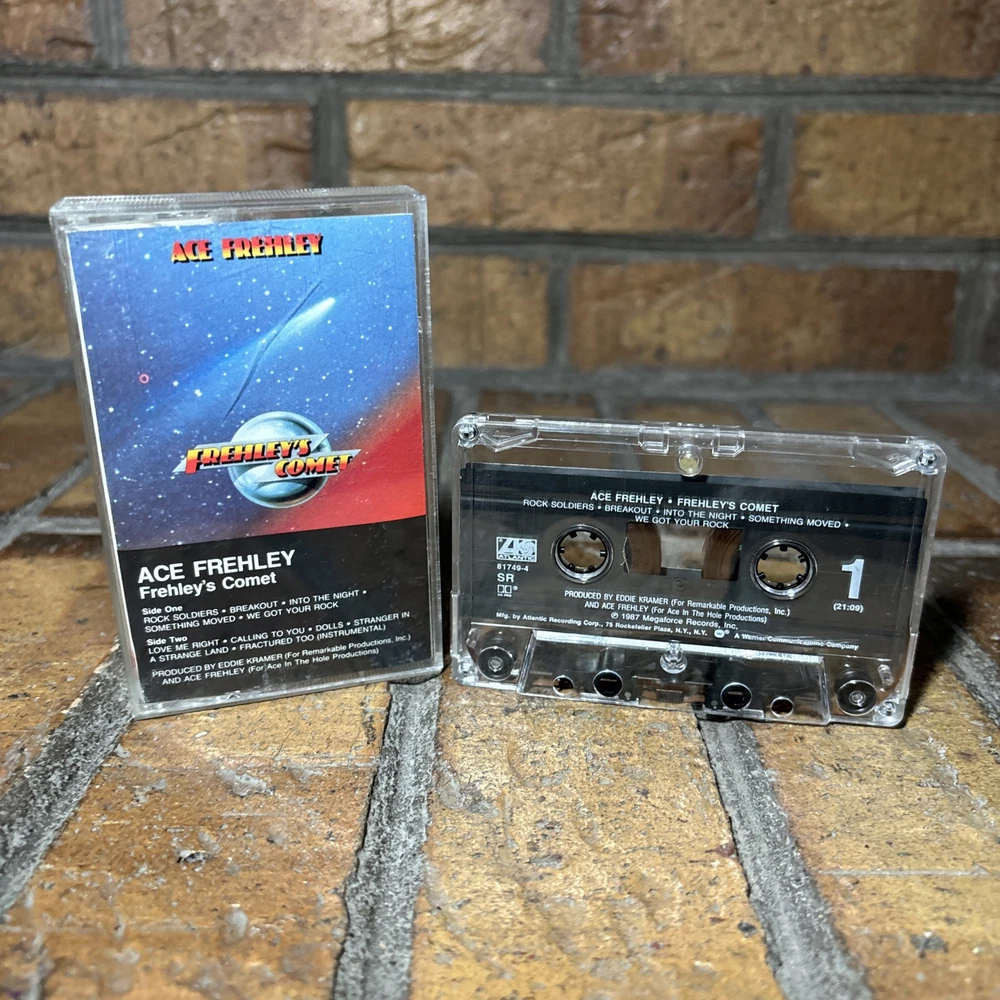 ACE FREHLEY
FREHLEY'S
COMET
ACE FREHLEY
Frehley's Comet
Side One
ROCK SOLDIERS • BREAKOUT • INTO THE NIGHT •
SOMETHING MOVED • WE GOT YOUR ROCK
Side Two
LOVE ME RIGHT • CALLING TO YOU • DOLLS • STRANGER IN
A STRANGE LAND • FRACTURED TOO (INSTRUMENTAL)
PRODUCED BY EDDIE KRAMER (For Remarkable Productions, Inc.)
AND ACE FREHLEY (For Ace In The Hole Productions)
ACE FREHLEY • FREHLEY'S COMET
ROCK SOLDIERS • BREAKOUT • INTO THE NIGHT • SOMETHING MOVED •
WE GOT YOUR ROCK
ATLANTIC
81749-4
SR
1
(21:09)
PRODUCED BY EDDIE KRAMER (For Remarkable Productions, Inc.)
AND ACE FREHLEY (For Ace In The Hole Productions)
℗ 1987 Megaforce Records, Inc.
Mfg. by Atlantic Recording Corp., 75 Rockefeller Plaza, N.Y., N.Y. ® A Warner Communications Company